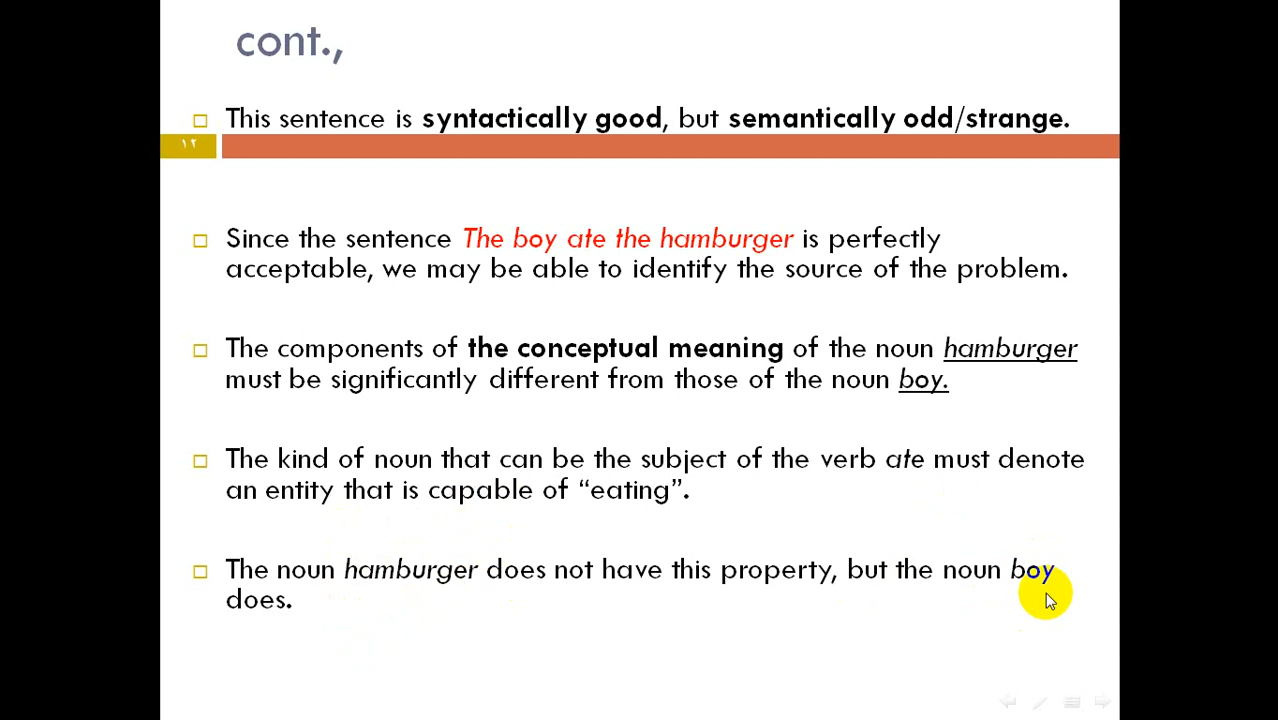 cont.,
This sentence is syntactically good, but semantically odd/strange.
١٢
Since the sentence The boy ate the hamburger is perfectly
acceptable, we may be able to identify the source of the problem.
The components of the conceptual meaning of the noun hamburger
must be significantly different from those of the noun boy.
The kind of noun that can be the subject of the verb ate must denote
an entity that is capable of “eating”.
The noun hamburger does not have this property, but the noun boy
does.